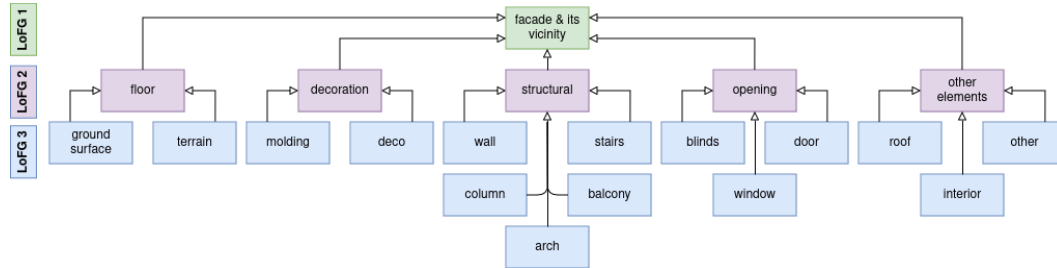 LoFG 1
facade & its
vicinity
LoFG 2
floor
decoration
structural
opening
other
elements
LoFG 3
ground
surface
terrain
molding
deco
wall
stairs
blinds
door
roof
other
column
balcony
window
interior
arch